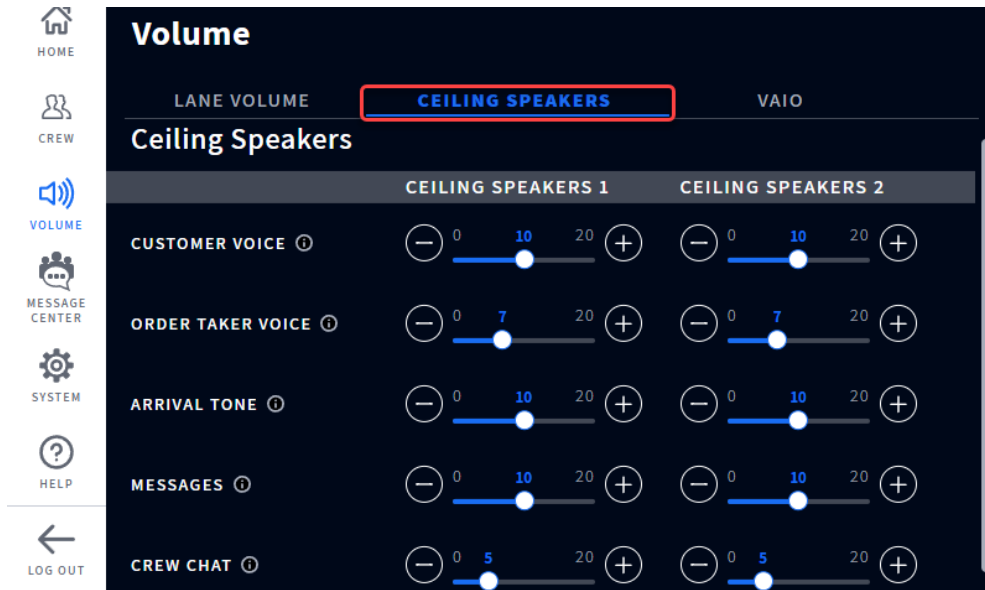 HOME
CREW
VOLUME
MESSAGE
CENTER
SYSTEM
HELP
LOG OUT
Volume
LANE VOLUME CEILING SPEAKERS VAIO
Ceiling Speakers
CEILING SPEAKERS 1 CEILING SPEAKERS 2
CUSTOMER VOICE 0 10 20 0 10 20
ORDER TAKER VOICE 0 7 20 0 7 20
ARRIVAL TONE 0 10 20 0 10 20
MESSAGES 0 10 20 0 10 20
CREW CHAT 0 5 20 0 5 20